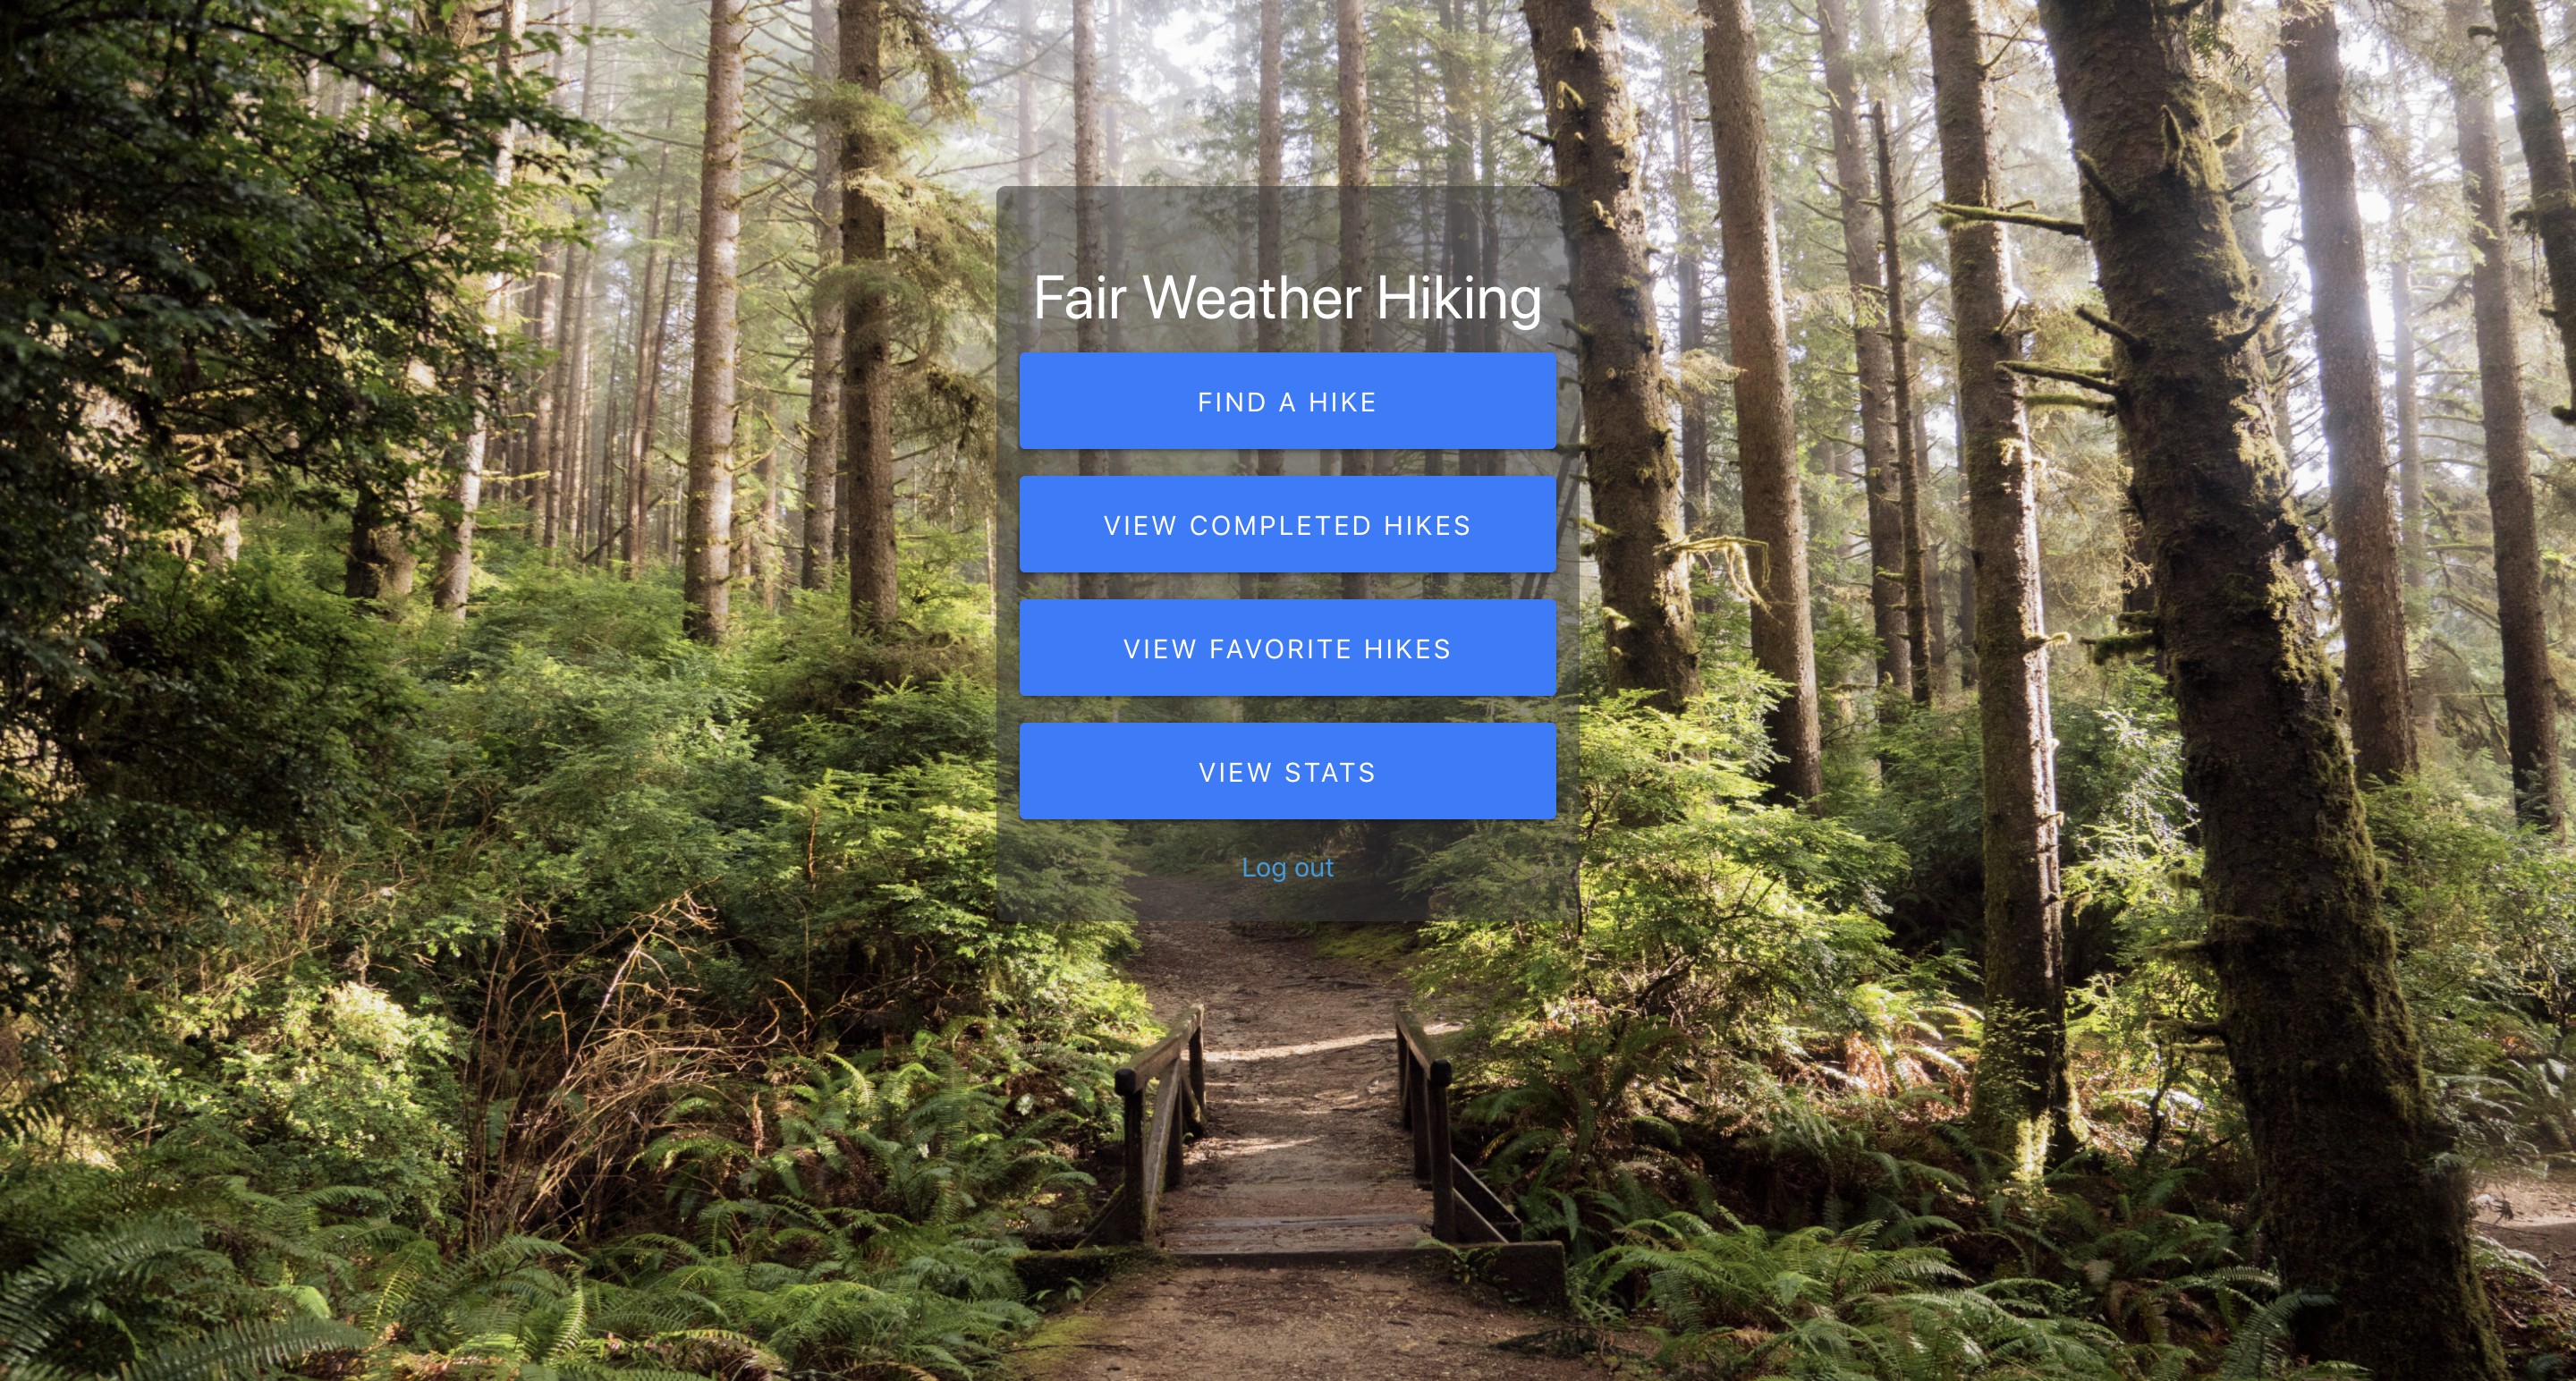 Fair Weather Hiking
FIND A HIKE
VIEW COMPLETED HIKES
VIEW FAVORITE HIKES
VIEW STATS
Log out